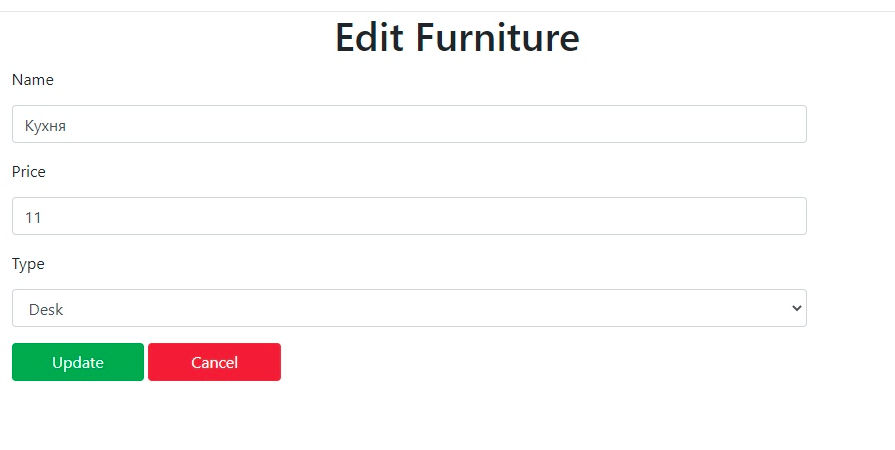 Edit Furniture
Name
Кухня
Price
11
Type
Desk
Update Cancel